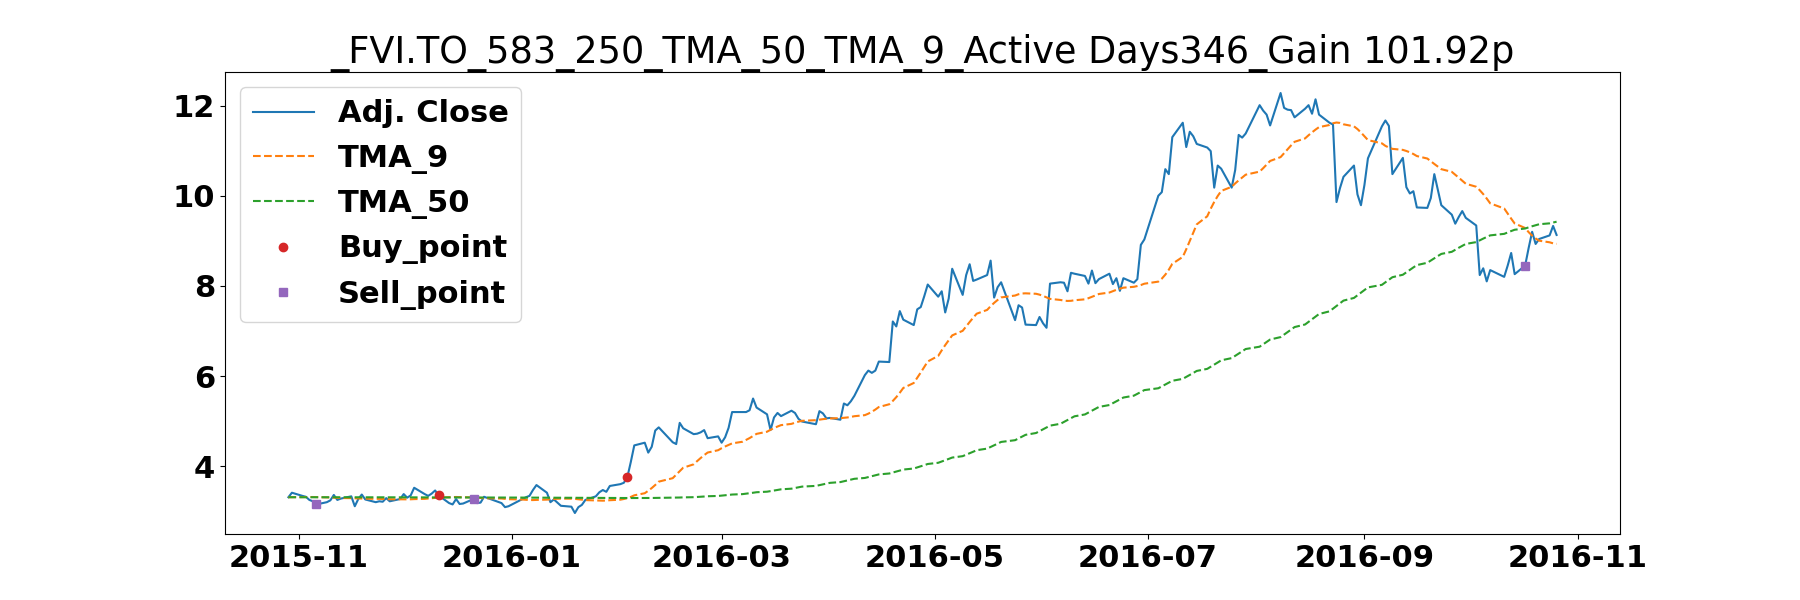 _FVI.TO_583_250_TMA_50_TMA_9_Active Days346_Gain 101.92p
12
10
8
6
4
Adj. Close
TMA_9
TMA_50
Buy_point
Sell_point
2015-11 2016-01 2016-03 2016-05 2016-07 2016-09 2016-11